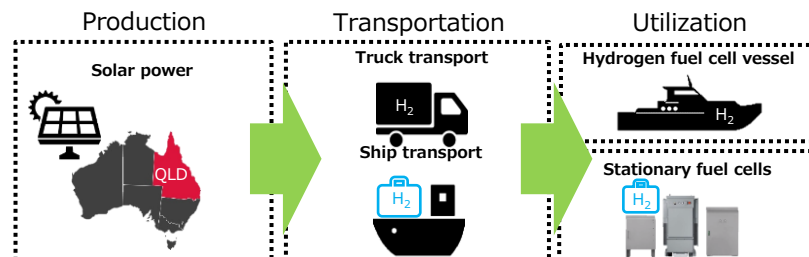 Production
Transportation
Utilization
Solar power
QLD
Truck transport
H₂
Ship transport
H₂
Hydrogen fuel cell vessel
H₂
Stationary fuel cells
H₂